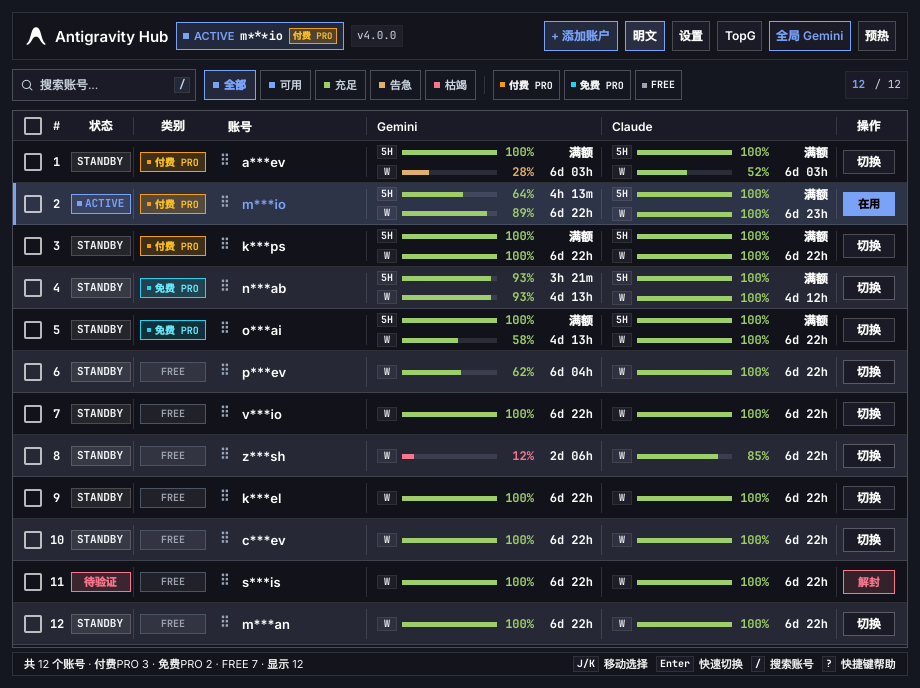 Antigravity Hub ACTIVE m***io 付费 PRO v4.0.0 + 添加账户 明文 设置 TopG 全局 Gemini 预热
搜索账号... / 全部 可用 充足 告急 枯竭 付费 PRO 免费 PRO FREE 12 / 12
# 状态 类别 账号 Gemini Claude 操作
1 STANDBY 付费 PRO a***ev 5H 100% 满额 5H 100% 满额 切换
W 28% 6d 03h W 52% 6d 03h
2 ACTIVE 付费 PRO m***io 5H 64% 4h 13m 5H 100% 满额 在用
W 89% 6d 22h W 100% 6d 23h
3 STANDBY 付费 PRO k***ps 5H 100% 满额 5H 100% 满额 切换
W 100% 6d 22h W 100% 6d 22h
4 STANDBY 免费 PRO n***ab 5H 93% 3h 21m 5H 100% 满额 切换
W 93% 4d 13h W 100% 4d 12h
5 STANDBY 免费 PRO o***ai 5H 100% 满额 5H 100% 满额 切换
W 58% 4d 13h W 100% 6d 22h
6 STANDBY FREE p***ev W 62% 6d 04h W 100% 6d 22h 切换
7 STANDBY FREE v***io W 100% 6d 22h W 100% 6d 22h 切换
8 STANDBY FREE z***sh W 12% 2d 06h W 85% 6d 22h 切换
9 STANDBY FREE k***el W 100% 6d 22h W 100% 6d 22h 切换
10 STANDBY FREE c***ev W 100% 6d 22h W 100% 6d 22h 切换
11 待验证 FREE s***is W 100% 6d 22h W 100% 6d 22h 解封
12 STANDBY FREE m***an W 100% 6d 22h W 100% 6d 22h 切换
共 12 个账号 · 付费PRO 3 · 免费PRO 2 · FREE 7 · 显示 12 J/K 移动选择 Enter 快速切换 / 搜索账号 ? 快捷键帮助